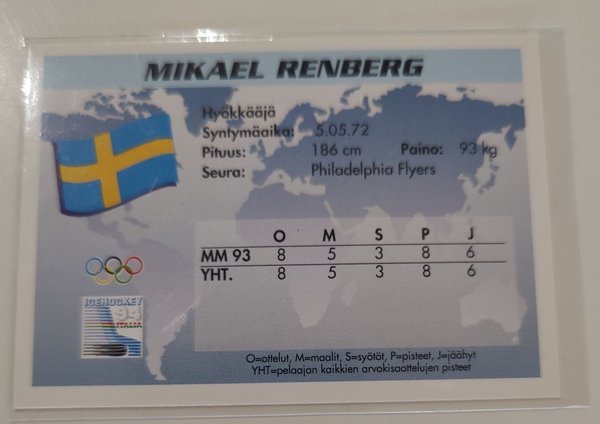 MIKAEL RENBERG
Hyökkääjä
Syntymäaika: 5.05.72
Pituus: 186 cm Paino: 93 kg
Seura: Philadelphia Flyers
O M S P J
MM 93 8 5 3 8 6
YHT. 8 5 3 8 6
ICEHOCKEY
94
ITALIA
O=ottelut, M=maalit, S=syötöt, P=pisteet, J=jäähyt
YHT=pelaajan kaikkien arvokisaottelujen pisteet